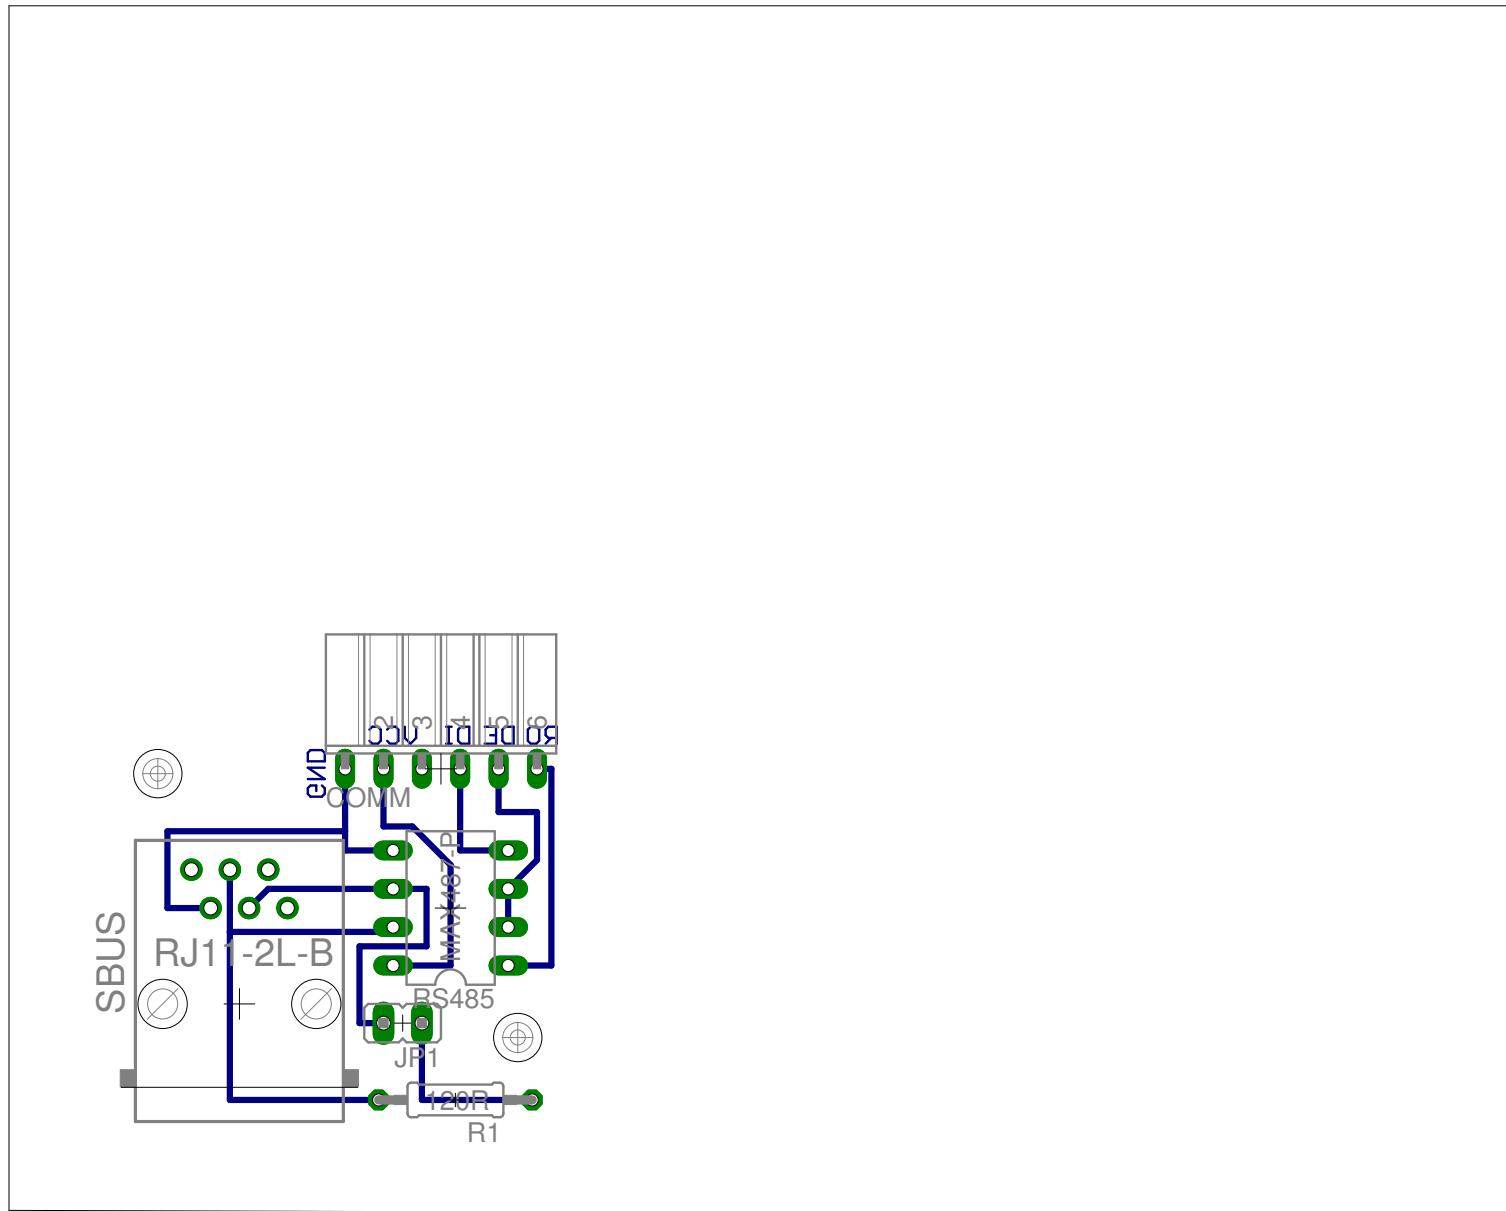 2 3 4 5 6
VCC DI DE RO
GND
COMM
MAX487-P
SBUS
RJ11-2L-B
RS485
JP1
120R
R1